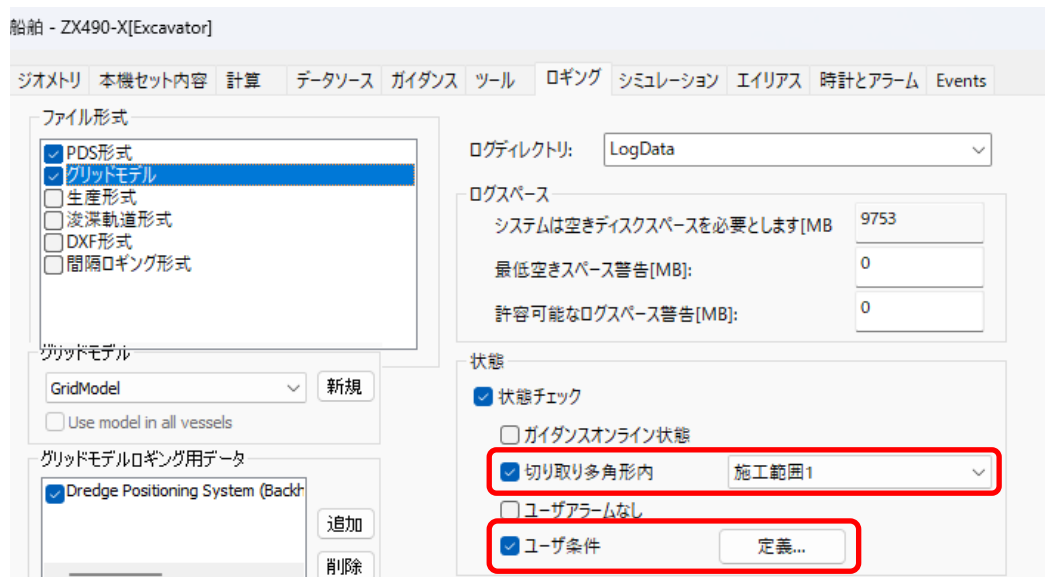 船舶 - ZX490-X[Excavator]
ジオメトリ 本機セット内容 計算 データソース ガイダンス ツール ロギング シミュレーション エイリアス 時計とアラーム Events
ファイル形式
PDS形式
グリッドモデル
生産形式
浚渫軌道形式
DXF形式
間隔ロギング形式
グリッドモデル
GridModel 新規
Use model in all vessels
グリッドモデルロギング用データ
Dredge Positioning System (Backh
追加
削除
ログディレクトリ: LogData
ログスペース
システムは空きディスクスペースを必要とします[MB 9753
最低空きスペース警告[MB]: 0
許容可能なログスペース警告[MB]: 0
状態
状態チェック
ガイダンスオンライン状態
切り取り多角形内 施工範囲1
ユーザアラームなし
ユーザ条件 定義...